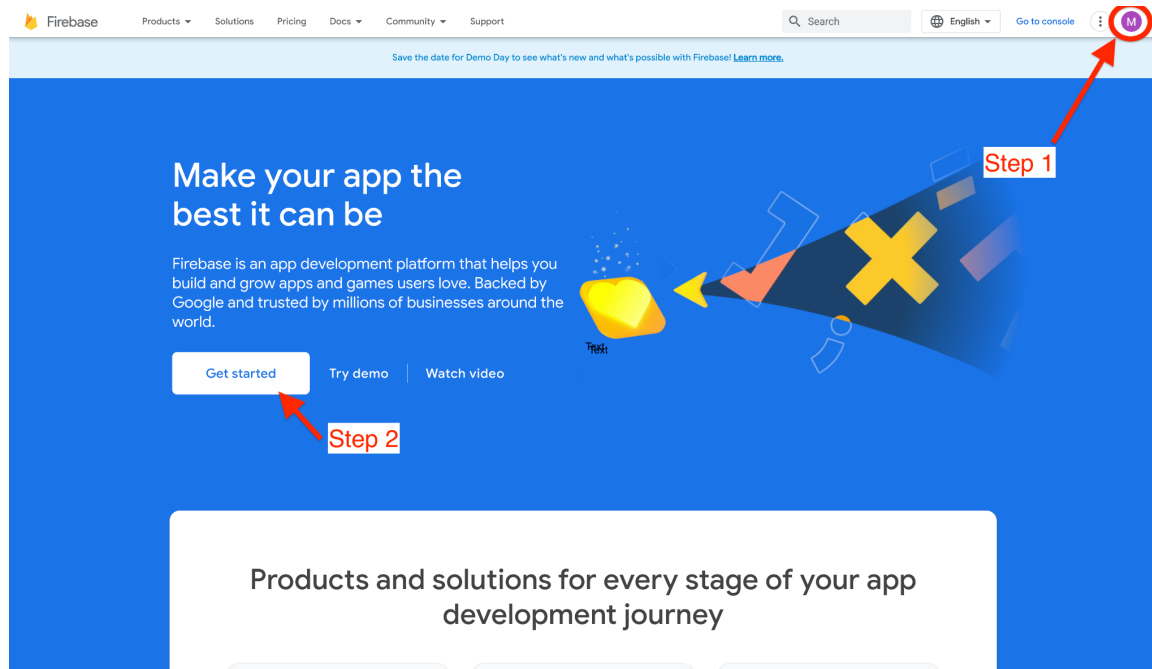 Firebase Products Solutions Pricing Docs Community Support Search English Go to console M
Save the date for Demo Day to see what's new and what's possible with Firebase! Learn more.
Step 1
Make your app the
best it can be
Firebase is an app development platform that helps you
build and grow apps and games users love. Backed by
Google and trusted by millions of businesses around the
world.
Text
Text
Get started Try demo Watch video
Step 2
Products and solutions for every stage of your app
development journey